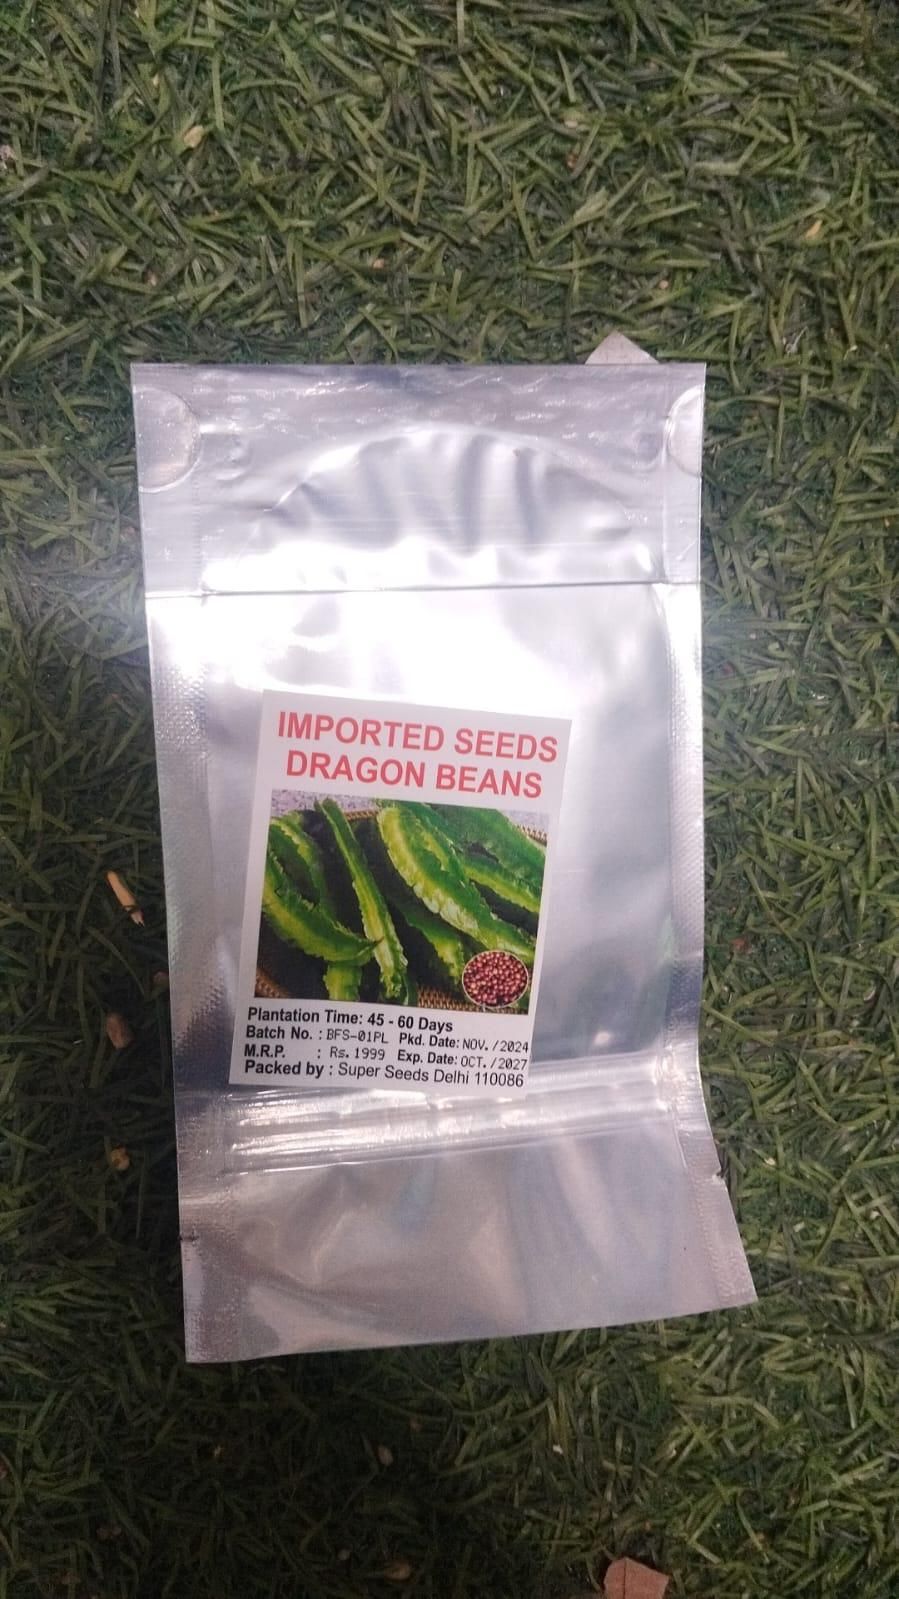 IMPORTED SEEDS
DRAGON BEANS
Plantation Time: 45 - 60 Days
Batch No. : BFS-01PL Pkd. Date: NOV./2024
M.R.P. : Rs. 1999 Exp. Date: OCT./2027
Packed by : Super Seeds Delhi 110086